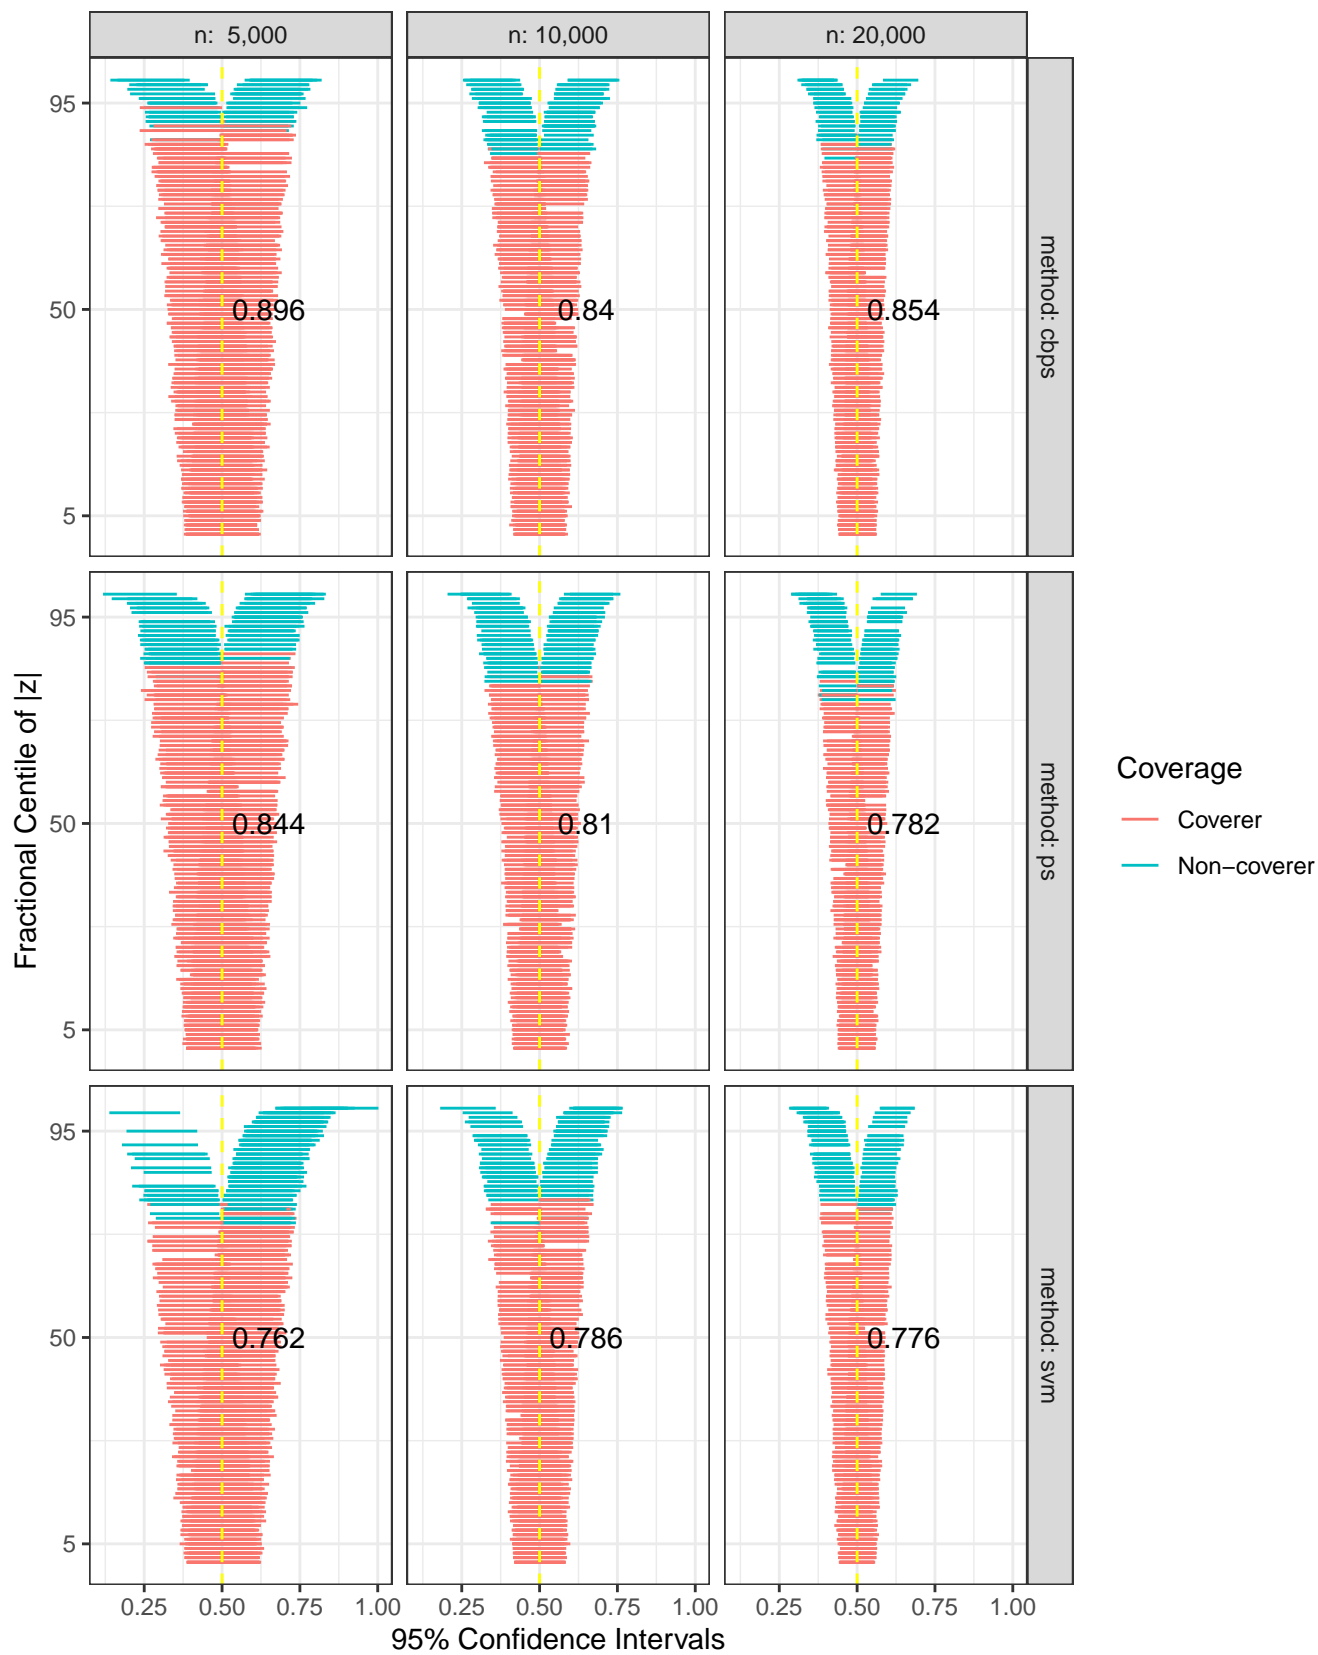 n:  5,000
n: 10,000
n: 20,000
95
50
5
0.896
0.84
0.854
method: cbps
95
50
5
0.844
0.81
0.782
method: ps
Fractional Centile of |z|
Coverage
Coverer
Non−coverer
95
50
5
0.762
0.786
0.776
method: svm
0.25 0.50 0.75 1.00 0.25 0.50 0.75 1.00 0.25 0.50 0.75 1.00
95% Confidence Intervals